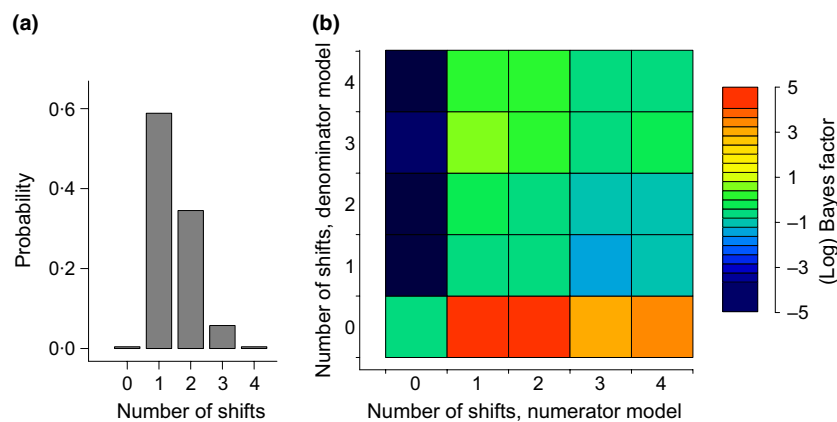 (a)
(b)
Probability
0·6
0·4
0·2
0·0
0 1 2 3 4
Number of shifts
Number of shifts, denominator model
4
3
2
1
0
0 1 2 3 4
Number of shifts, numerator model
5
3
1
–1
–3
–5
(Log) Bayes factor